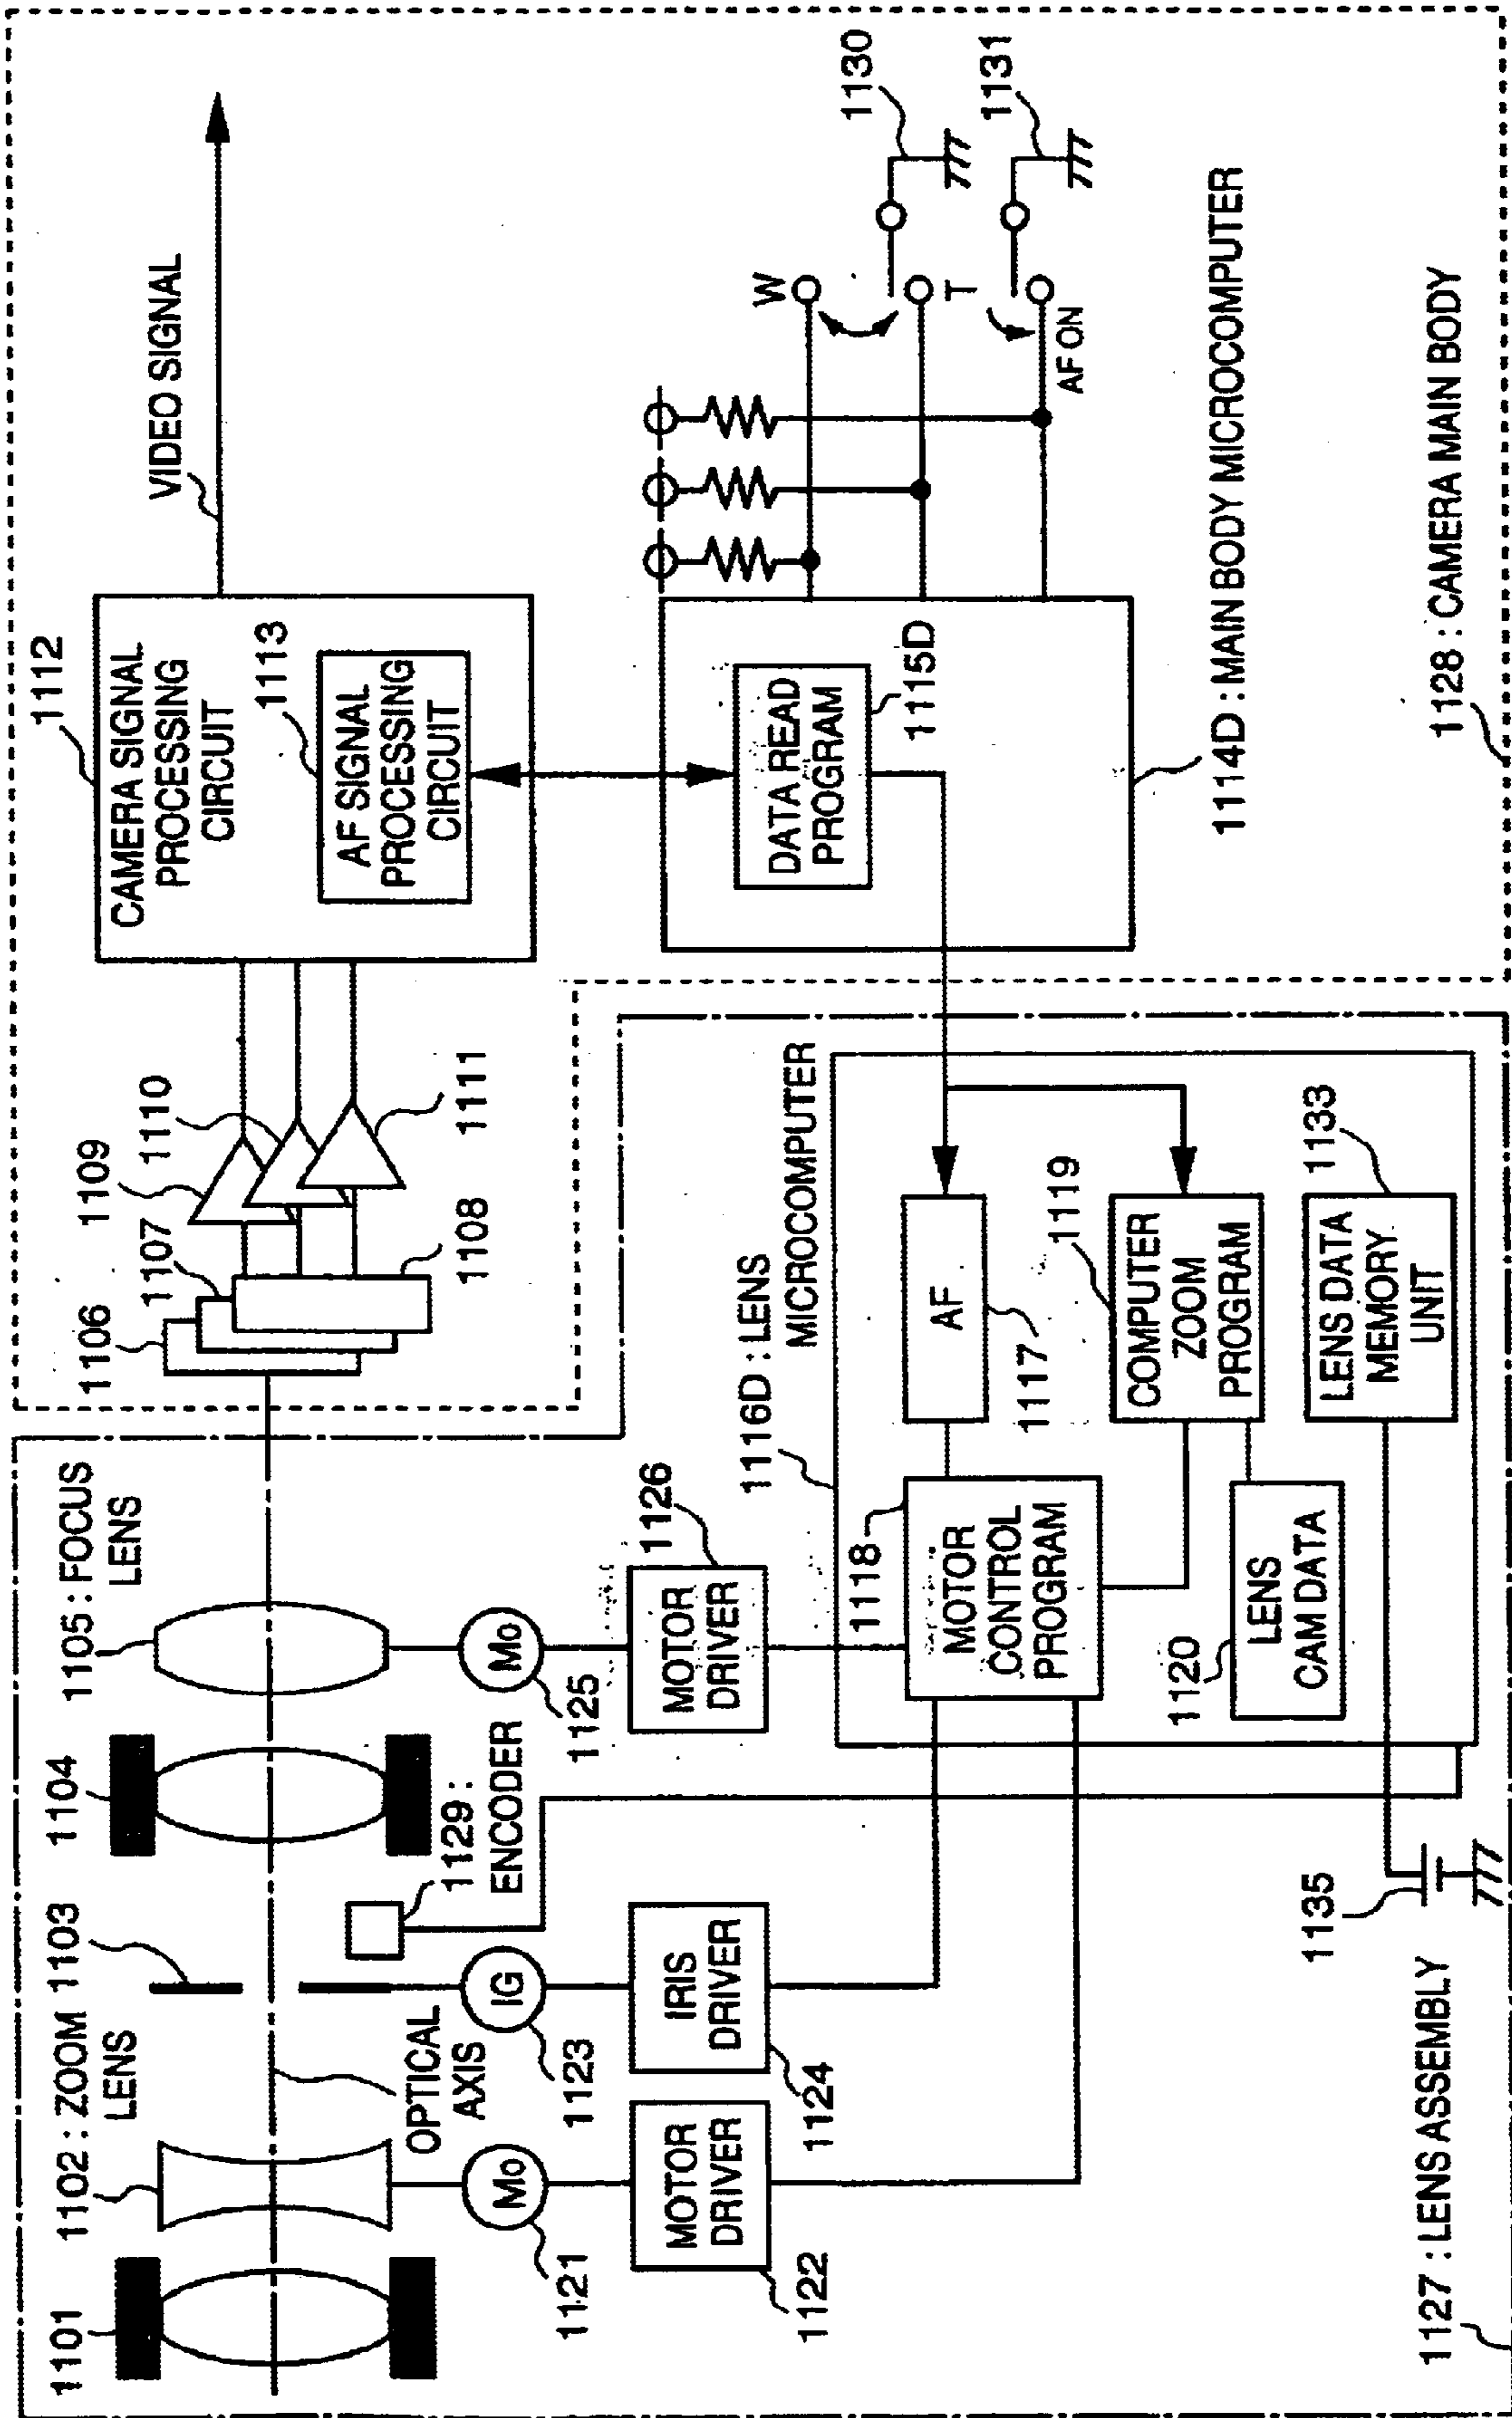 1101
1102 : ZOOM
LENS
1103
1104
1105 : FOCUS
LENS
OPTICAL
AXIS
Mo
1121
MOTOR
DRIVER
1122
IG
1123
IRIS
DRIVER
1124
1129 :
ENCODER
Mo
1125
MOTOR
DRIVER
1126
1106
1107
1108
1109
1110
1111
1112
CAMERA SIGNAL
PROCESSING
CIRCUIT
1113
AF SIGNAL
PROCESSING
CIRCUIT
VIDEO SIGNAL
DATA READ
PROGRAM
1115D
1114D : MAIN BODY MICROCOMPUTER
W
T
AF ON
1130
1131
1128 : CAMERA MAIN BODY
1116D : LENS
MICROCOMPUTER
1118
MOTOR
CONTROL
PROGRAM
AF
1117
1119
COMPUTER
ZOOM
PROGRAM
1120
LENS
CAM DATA
1133
LENS DATA
MEMORY
UNIT
1135
1127 : LENS ASSEMBLY